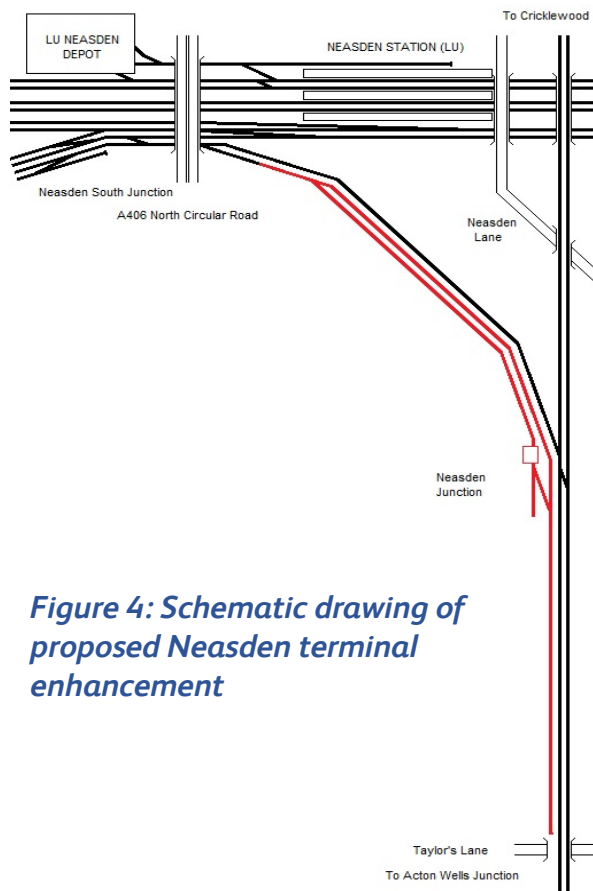 To Cricklewood
LU NEASDEN
DEPOT
NEASDEN STATION (LU)
Neasden South Junction
A406 North Circular Road
Neasden
Lane
Neasden
Junction
Figure 4: Schematic drawing of
proposed Neasden terminal
enhancement
Taylor's Lane
To Acton Wells Junction